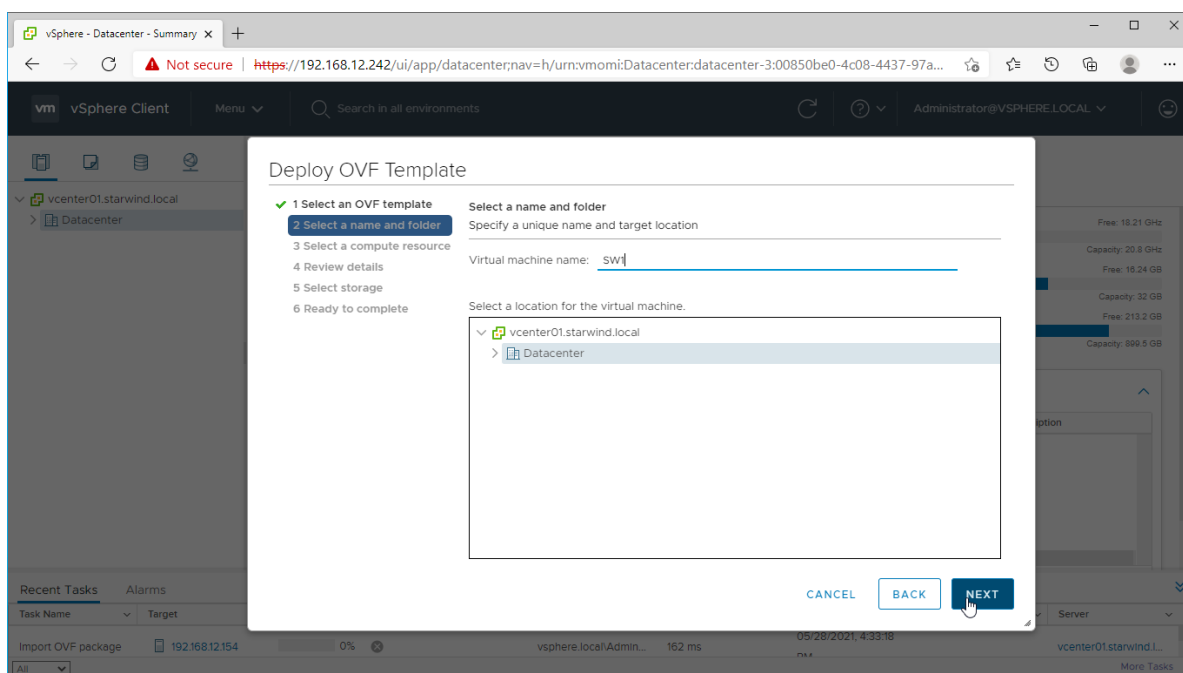 vSphere - Datacenter - Summary
Not secure https://192.168.12.242/ui/app/datacenter;nav=h/urn:vmomi:Datacenter:datacenter-3:00850be0-4c08-4437-97a...
vm vSphere Client Menu Search in all environments Administrator@VSPHERE.LOCAL
vcenter01.starwind.local
Datacenter
Deploy OVF Template
1 Select an OVF template
2 Select a name and folder
3 Select a compute resource
4 Review details
5 Select storage
6 Ready to complete
Select a name and folder
Specify a unique name and target location
Virtual machine name: SW1
Select a location for the virtual machine.
vcenter01.starwind.local
Datacenter
CANCEL BACK NEXT
Free: 18.21 GHz
Capacity: 20.8 GHz
Free: 16.24 GB
Capacity: 32 GB
Free: 213.2 GB
Capacity: 899.5 GB
iption
Recent Tasks Alarms
Task Name Target Server
Import OVF package 192.168.12.154 0% vsphere.local\Admin... 162 ms 05/28/2021, 4:33:18 vcenter01.starwind.l...
All More Tasks